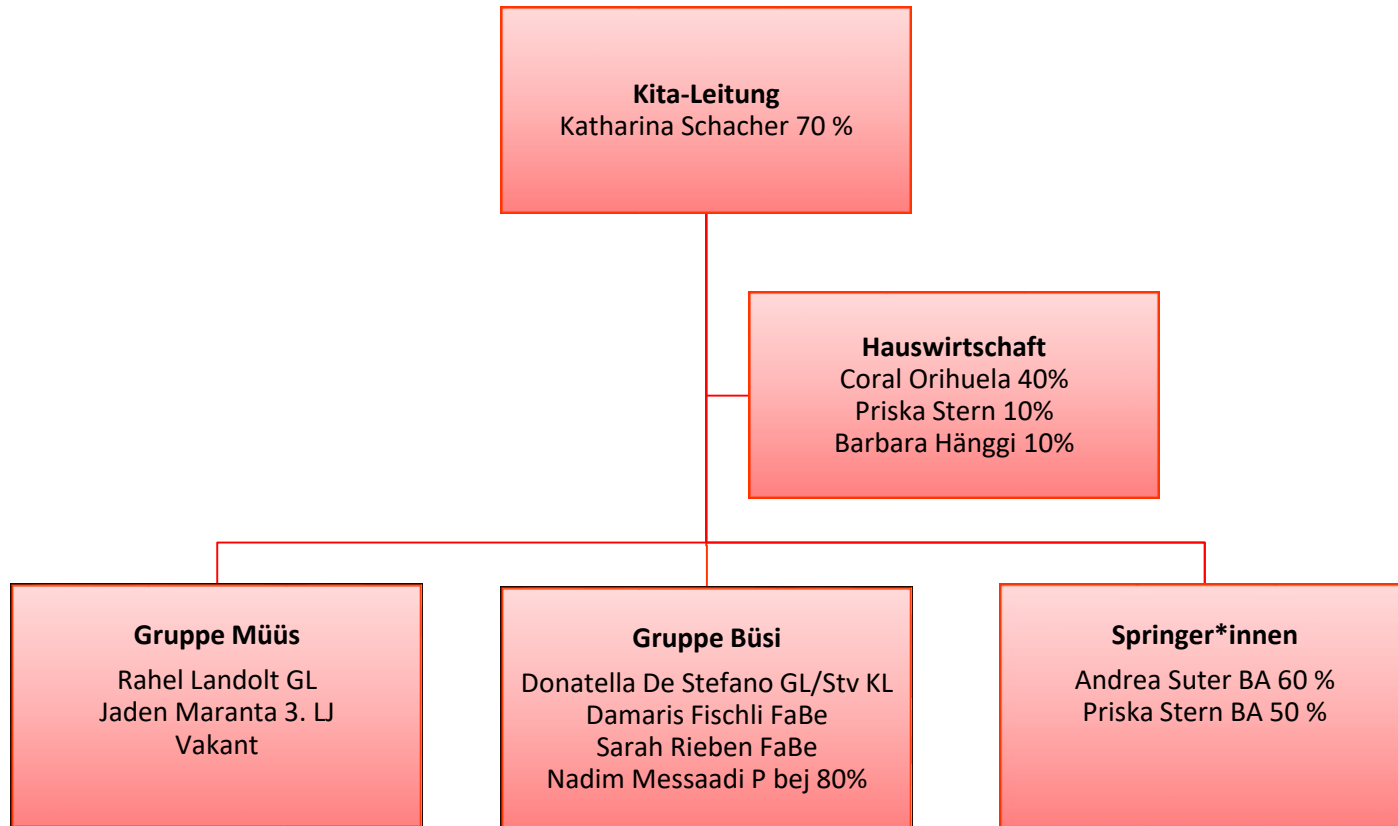 Kita-Leitung
Katharina Schacher 70 %
Hauswirtschaft
Coral Orihuela 40%
Priska Stern 10%
Barbara Hänggi 10%
Gruppe Müüs
Rahel Landolt GL
Jaden Maranta 3. LJ
Vakant
Gruppe Büsi
Donatella De Stefano GL/Stv KL
Damaris Fischli FaBe
Sarah Rieben FaBe
Nadim Messaadi P bej 80%
Springer*innen
Andrea Suter BA 60 %
Priska Stern BA 50 %